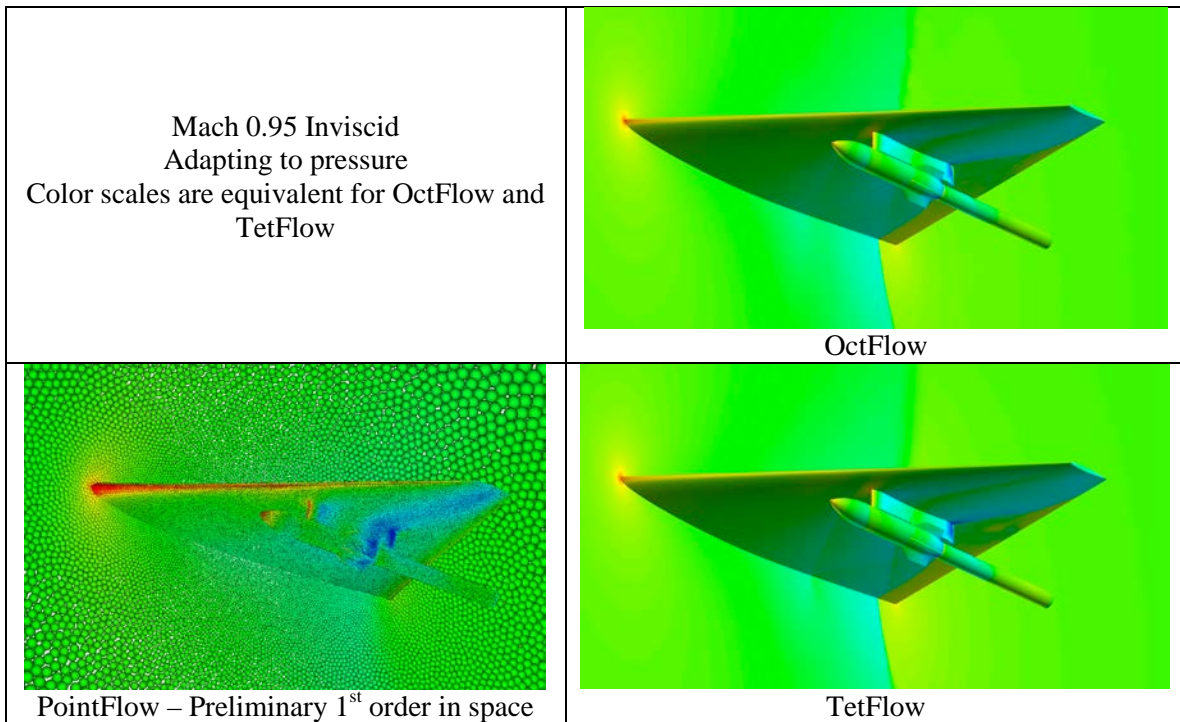 Mach 0.95 Inviscid
Adapting to pressure
Color scales are equivalent for OctFlow and
TetFlow
OctFlow
PointFlow – Preliminary 1st order in space
TetFlow